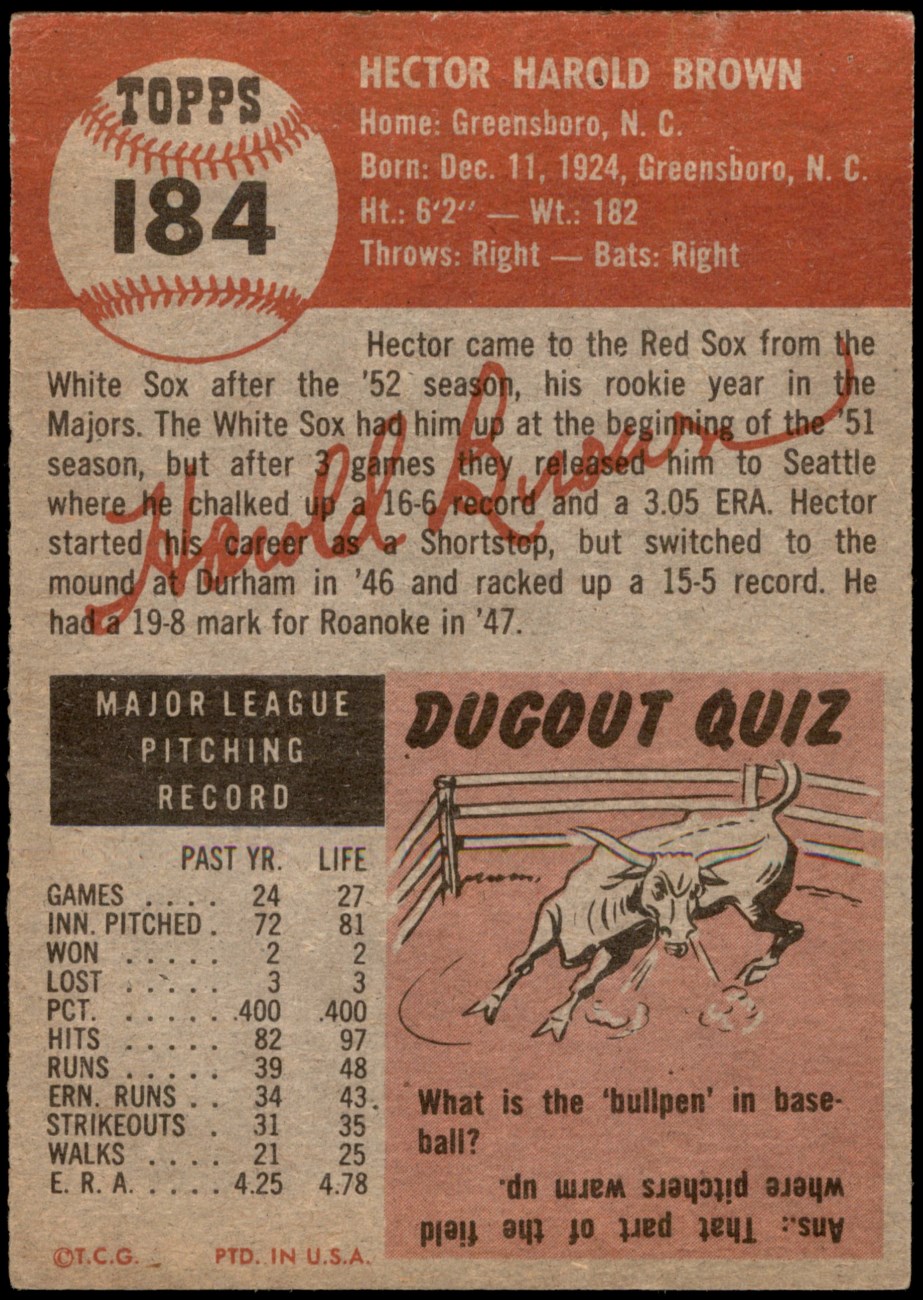 TOPPS
184
HECTOR HAROLD BROWN
Home: Greensboro, N. C.
Born: Dec. 11, 1924, Greensboro, N. C.
Ht.: 6'2" — Wt.: 182
Throws: Right — Bats: Right
Hector came to the Red Sox from the
White Sox after the '52 season, his rookie year in the
Majors. The White Sox had him up at the beginning of the '51
season, but after 3 games they released him to Seattle
where he chalked up a 16-6 record and a 3.05 ERA. Hector
started his career as a Shortstop, but switched to the
mound at Durham in '46 and racked up a 15-5 record. He
had a 19-8 mark for Roanoke in '47.
Harold Brown
MAJOR LEAGUE
PITCHING
RECORD
PAST YR. LIFE
GAMES . . . . 24 27
INN. PITCHED . 72 81
WON . . . . . 2 2
LOST . . . . . 3 3
PCT. . . . . . .400 .400
HITS . . . . . 82 97
RUNS . . . . . 39 48
ERN. RUNS . . 34 43
STRIKEOUTS . 31 35
WALKS . . . . 21 25
E. R. A. . . . . 4.25 4.78
©T.C.G. PTD. IN U.S.A.
DUGOUT QUIZ
What is the 'bullpen' in base-
ball?
Ans.: That part of the field
where pitchers warm up.